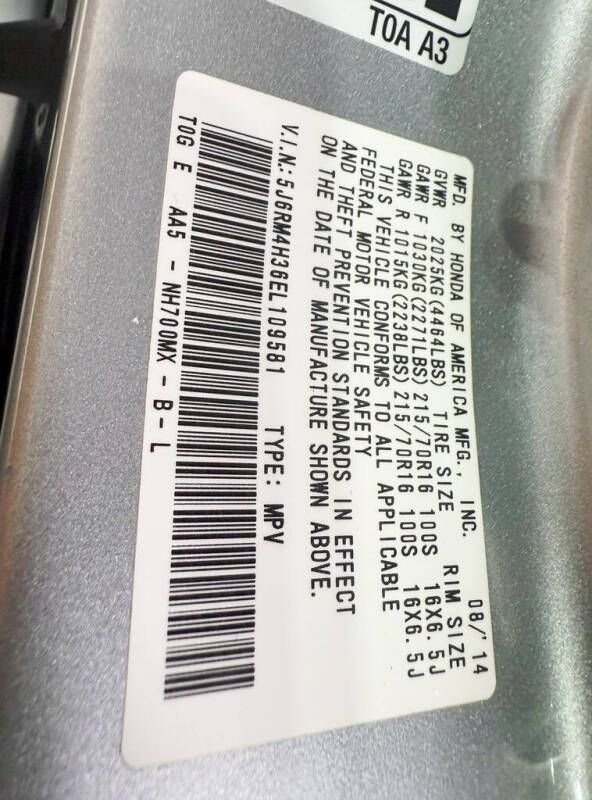 T0A A3
MFD. BY HONDA OF AMERICA MFG., INC. 08/'14
GVWR 2025KG(4464LBS) TIRE SIZE RIM SIZE
GAWR F 1030KG(2271LBS) 215/70R16 100S 16X6.5J
GAWR R 1015KG(2238LBS) 215/70R16 100S 16X6.5J
THIS VEHICLE CONFORMS TO ALL APPLICABLE
FEDERAL MOTOR VEHICLE SAFETY
AND THEFT PREVENTION STANDARDS IN EFFECT
ON THE DATE OF MANUFACTURE SHOWN ABOVE.
V.I.N.:5J6RM4H36EL109581 TYPE: MPV
T0G E AA5 - NH700MX - B - L